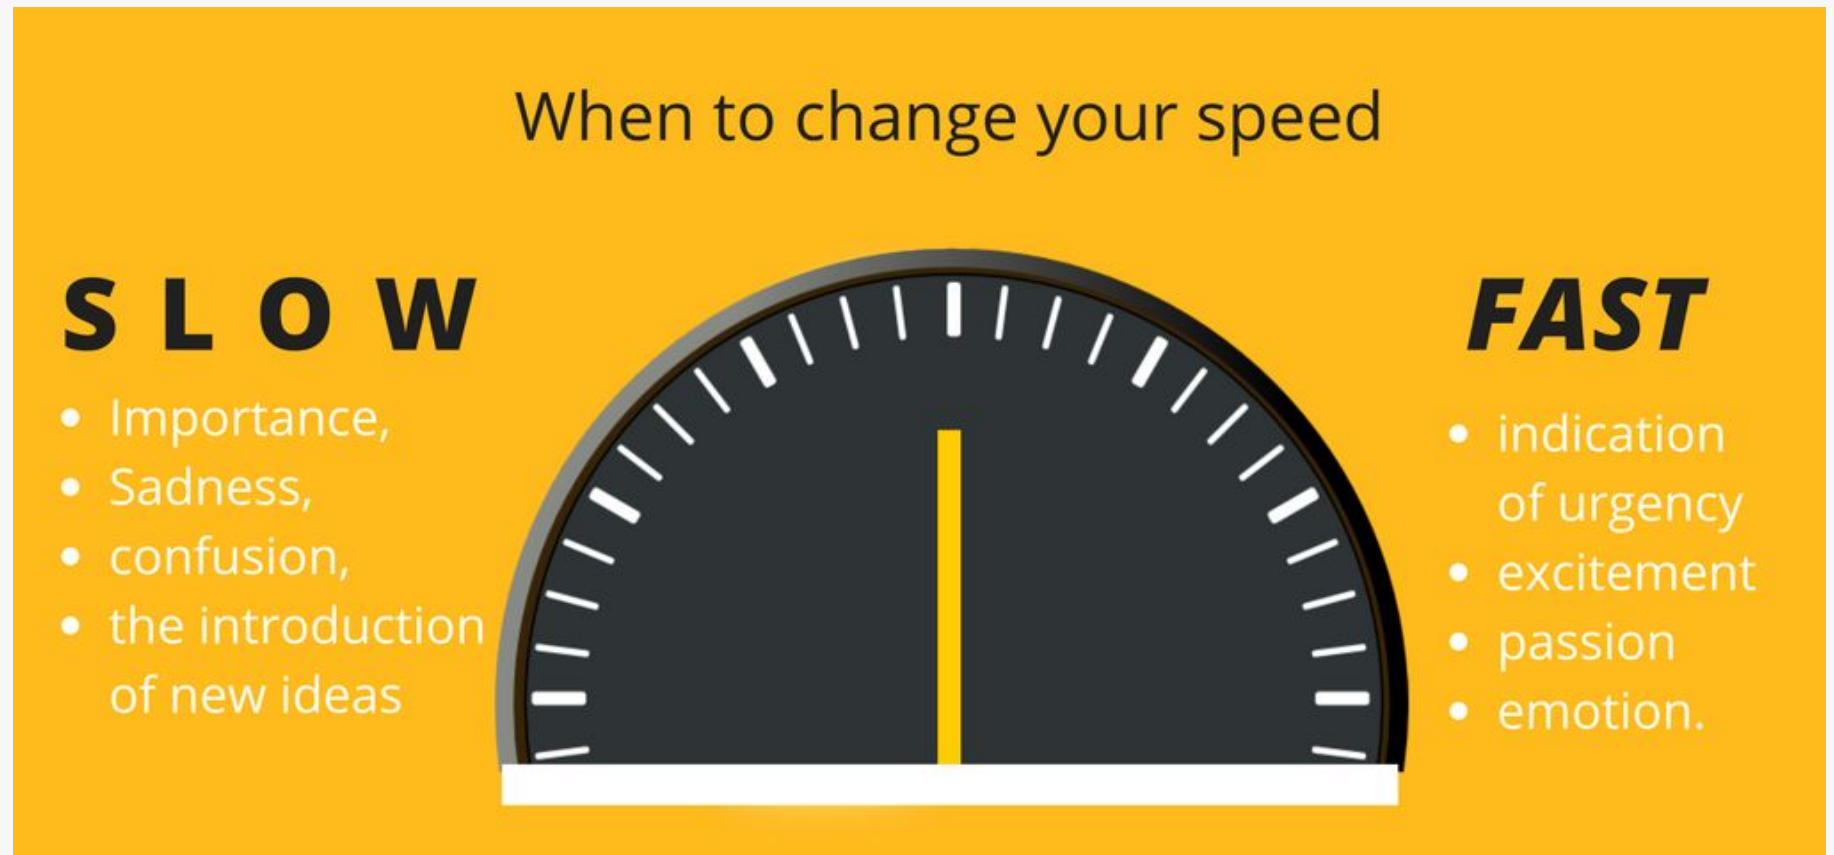 When to change your speed
S L O W
Importance,
Sadness,
confusion,
the introduction
of new ideas
FAST
indication
of urgency
excitement
passion
emotion.